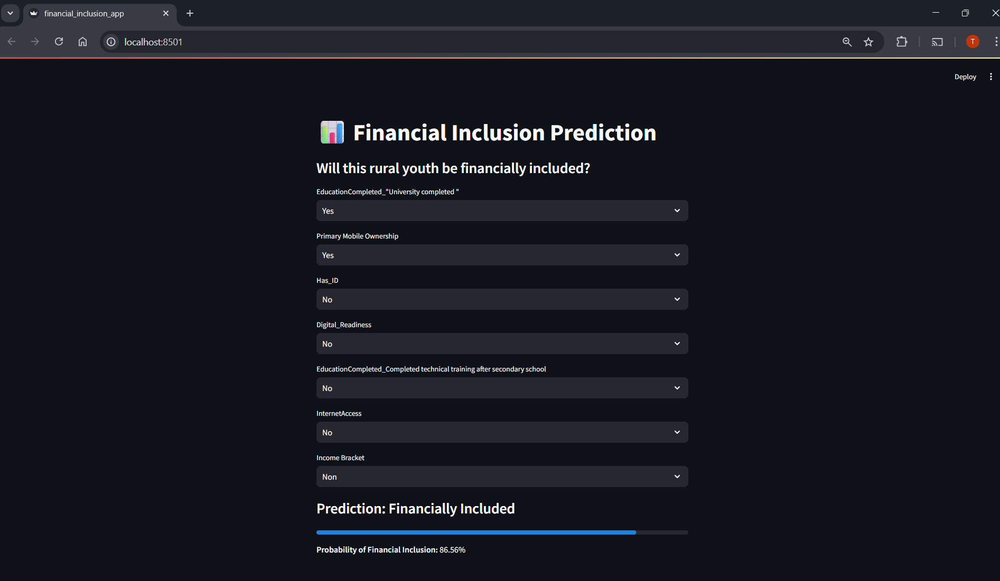 financial_inclusion_app
localhost:8501
T
Deploy
Financial Inclusion Prediction
Will this rural youth be financially included?
EducationCompleted_"University completed "
Yes
Primary Mobile Ownership
Yes
Has_ID
No
Digital_Readiness
No
EducationCompleted_Completed technical training after secondary school
No
InternetAccess
No
Income Bracket
Non
Prediction: Financially Included
Probability of Financial Inclusion: 86.56%